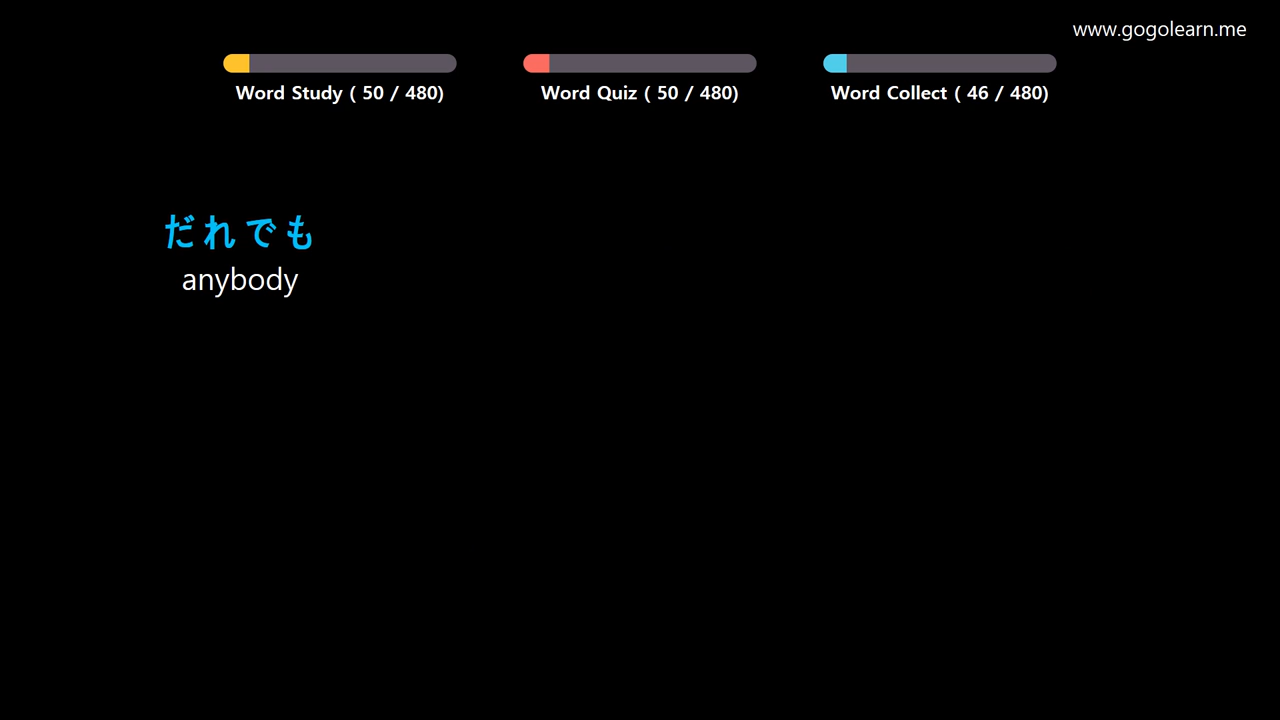 www.gogolearn.me
Word Study ( 50 / 480)
Word Quiz ( 50 / 480)
Word Collect ( 46 / 480)
だれでも
anybody